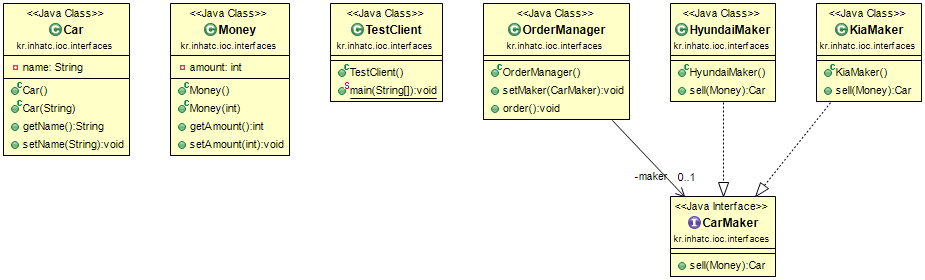 <<Java Class>>
Car
kr.inhatc.ioc.interfaces
name: String
Car()
Car(String)
getName():String
setName(String):void
<<Java Class>>
Money
kr.inhatc.ioc.interfaces
amount: int
Money()
Money(int)
getAmount():int
setAmount(int):void
<<Java Class>>
TestClient
kr.inhatc.ioc.interfaces
TestClient()
main(String[]):void
<<Java Class>>
OrderManager
kr.inhatc.ioc.interfaces
OrderManager()
setMaker(CarMaker):void
order():void
<<Java Class>>
HyundaiMaker
kr.inhatc.ioc.interfaces
HyundaiMaker()
sell(Money):Car
<<Java Class>>
KiaMaker
kr.inhatc.ioc.interfaces
KiaMaker()
sell(Money):Car
-maker 0..1
<<Java Interface>>
CarMaker
kr.inhatc.ioc.interfaces
sell(Money):Car